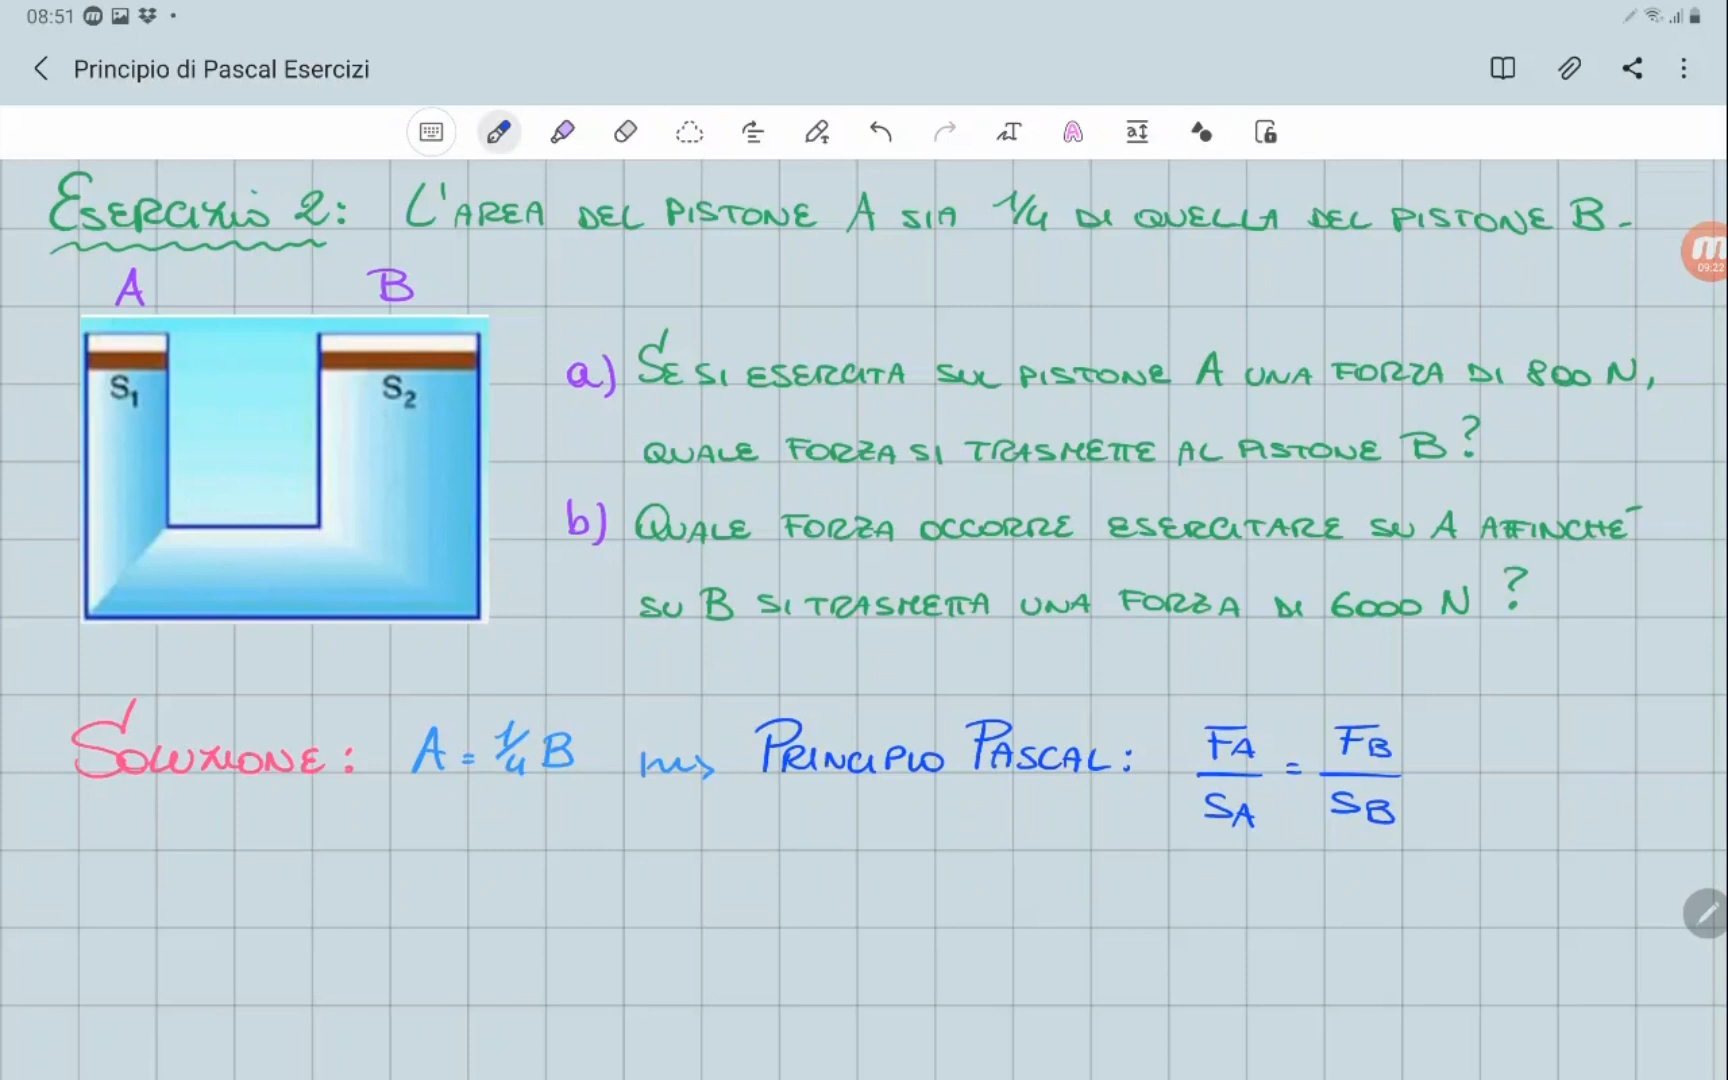 08:51
Principio di Pascal Esercizi
ESERCIZIO 2: L'AREA DEL PISTONE A SIA 1/4 DI QUELLA DEL PISTONE B.
09:22
A B
S1 S2
a) SE SI ESERCITA SUL PISTONE A UNA FORZA DI 800 N,
QUALE FORZA SI TRASMETTE AL PISTONE B?
b) QUALE FORZA OCCORRE ESERCITARE SU A AFFINCHÉ
SU B SI TRASMETTA UNA FORZA DI 6000 N?
SOLUZIONE: A = 1/4 B PRINCIPIO PASCAL: FA/SA = FB/SB